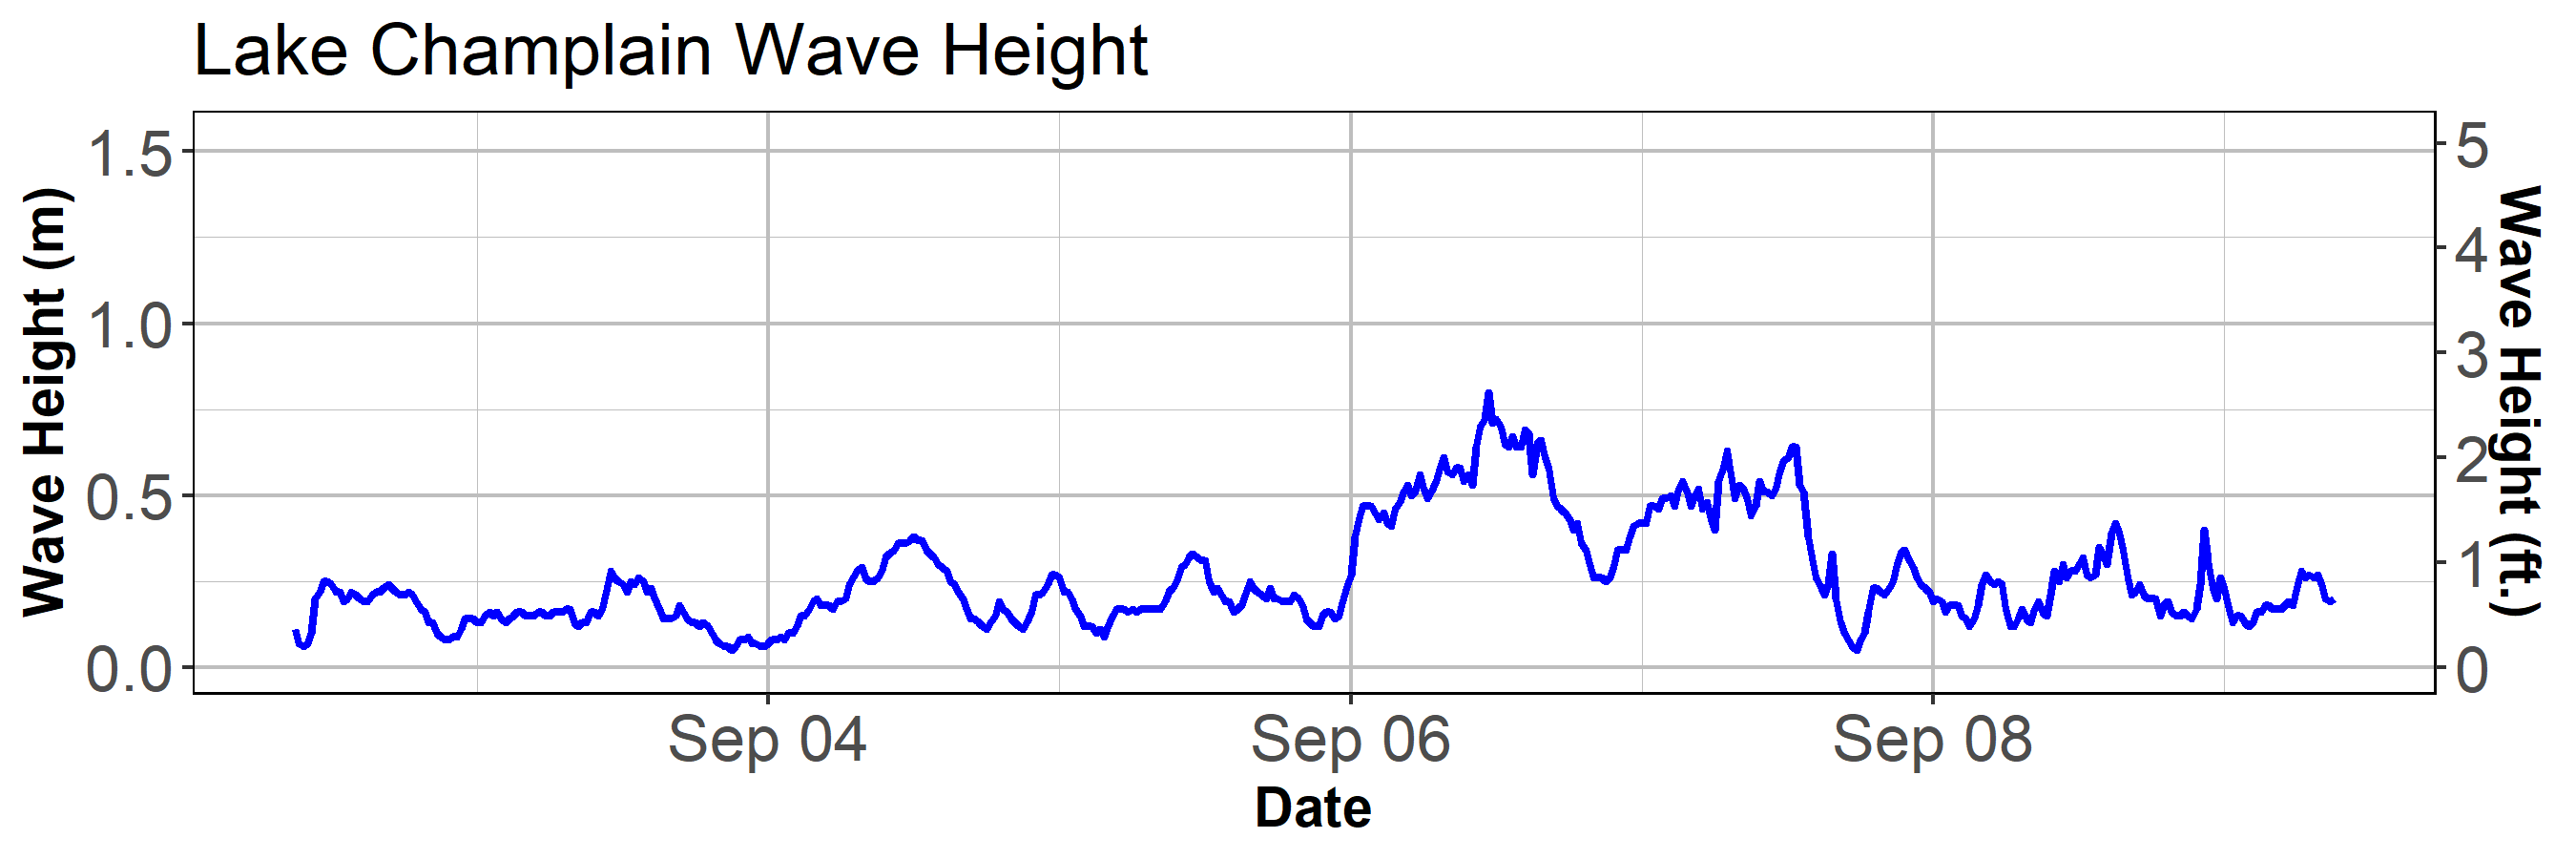 Lake Champlain Wave Height
Wave Height (m)
1.5
1.0
0.5
0.0
5
4
3
2
1
0
Wave Height (ft.)
Sep 04
Sep 06
Sep 08
Date